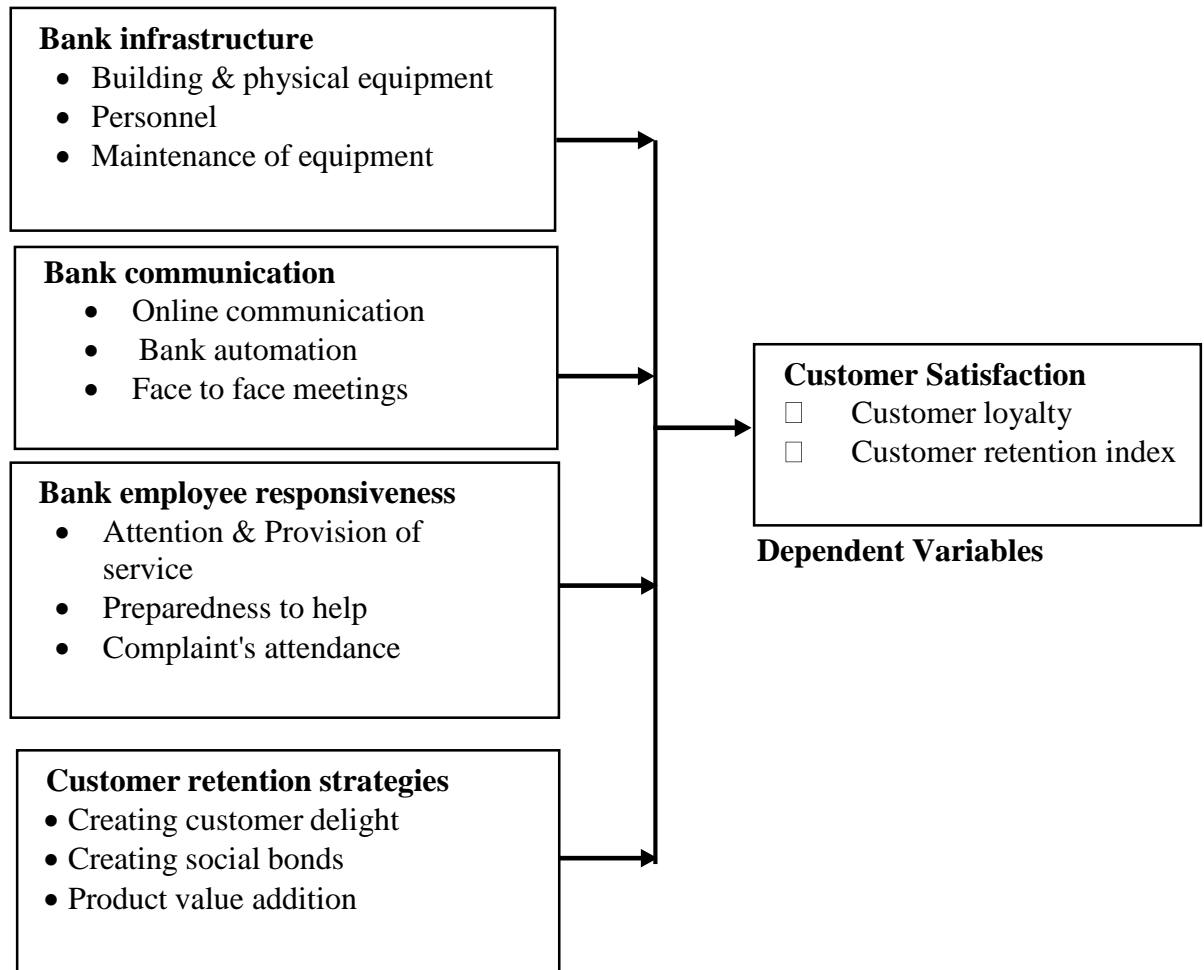 Bank infrastructure
• Building & physical equipment
• Personnel
• Maintenance of equipment
Bank communication
• Online communication
• Bank automation
• Face to face meetings
Bank employee responsiveness
• Attention & Provision of
service
• Preparedness to help
• Complaint's attendance
Customer retention strategies
• Creating customer delight
• Creating social bonds
• Product value addition
Customer Satisfaction
□ Customer loyalty
□ Customer retention index
Dependent Variables